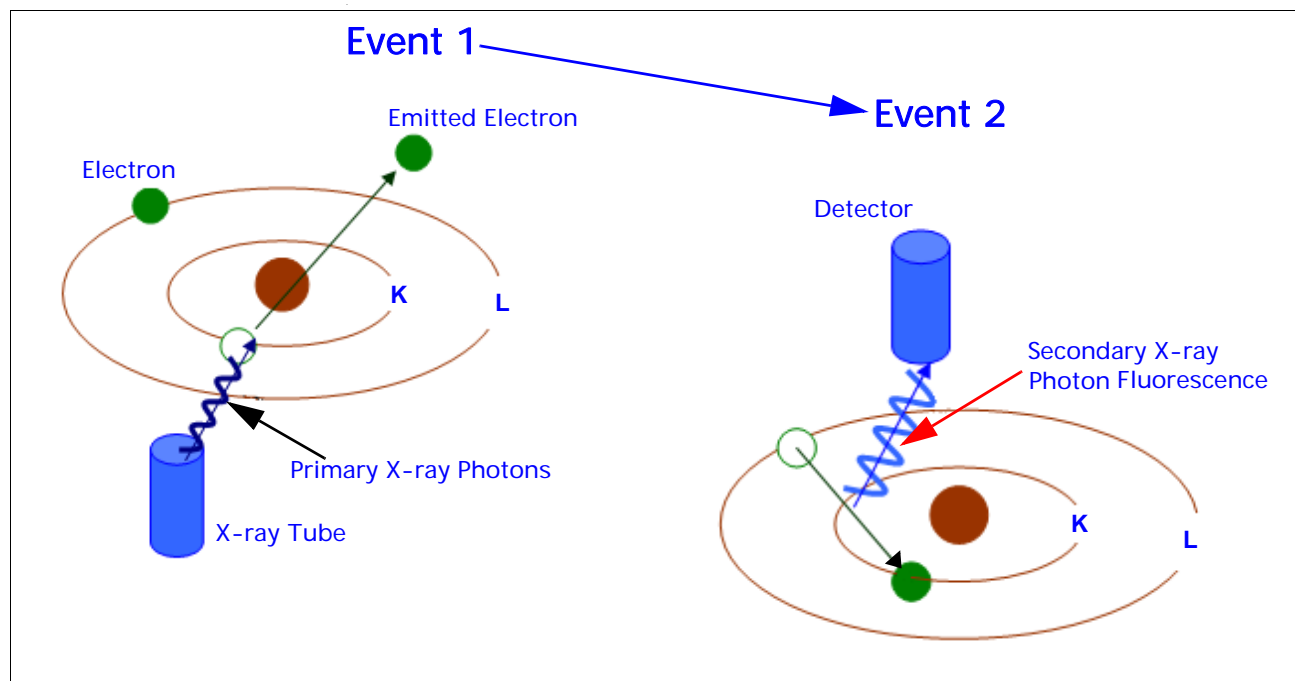 Event 1
Event 2
Emitted Electron
Electron
K
L
Primary X-ray Photons
X-ray Tube
Detector
Secondary X-ray
Photon Fluorescence
K
L